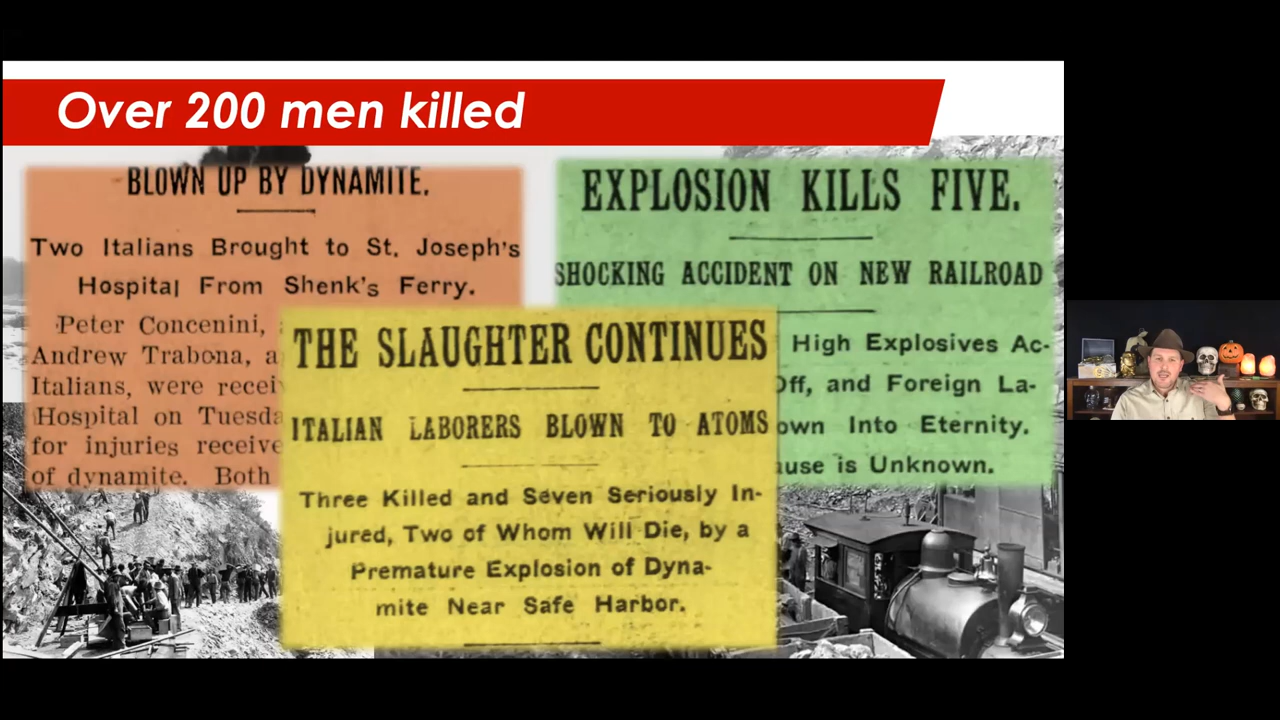 Over 200 men killed
BLOWN UP BY DYNAMITE.
Two Italians Brought to St. Joseph's
Hospital From Shenk's Ferry.
Peter Concenini,
Andrew Trabona, a
Italians, were recei
Hospital on Tuesda
for injuries receive
of dynamite. Both
THE SLAUGHTER CONTINUES
ITALIAN LABORERS BLOWN TO ATOMS
Three Killed and Seven Seriously In-
jured, Two of Whom Will Die, by a
Premature Explosion of Dyna-
mite Near Safe Harbor.
EXPLOSION KILLS FIVE.
SHOCKING ACCIDENT ON NEW RAILROAD
High Explosives Ac-
Off, and Foreign La-
own Into Eternity.
ause is Unknown.